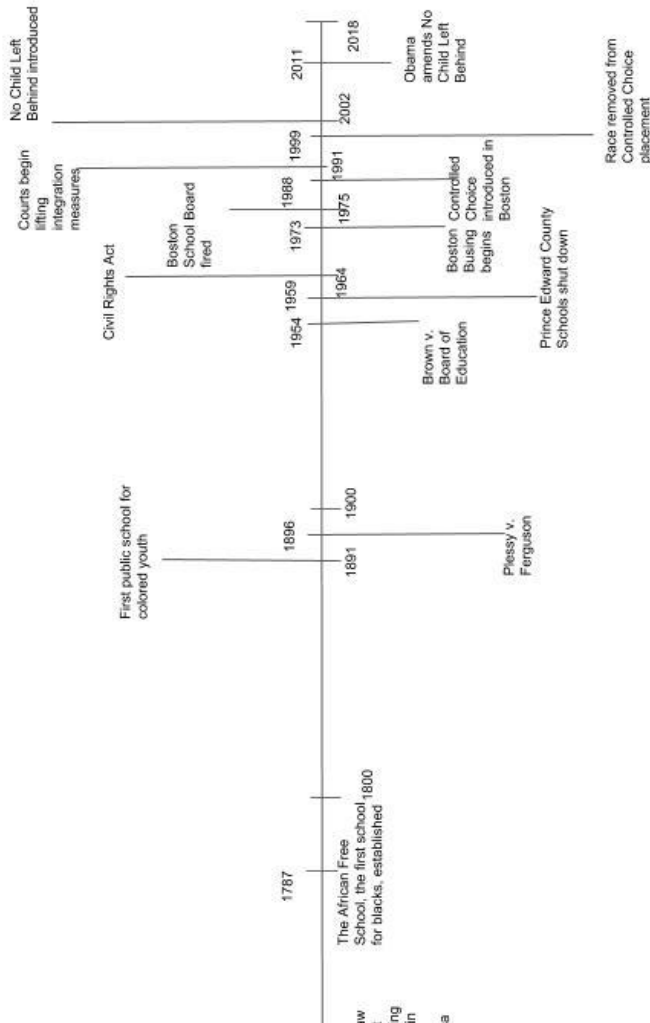 1787
The African Free
School, the first school
for blacks, established
1800
First public school for
colored youth
1891
1896
Plessy v.
Ferguson
1900
1954
Brown v.
Board of
Education
1959
Prince Edward County
Schools shut down
Civil Rights Act
1964
1973
Boston
Busing
begins
Boston
School Board
fired
1975
1988
Controlled
Choice
introduced in
Boston
Courts begin
lifting
integration
measures
1991
1999
Race removed from
Controlled Choice
placement
No Child Left
Behind introduced
2002
2011
Obama
amends No
Child Left
Behind
2018